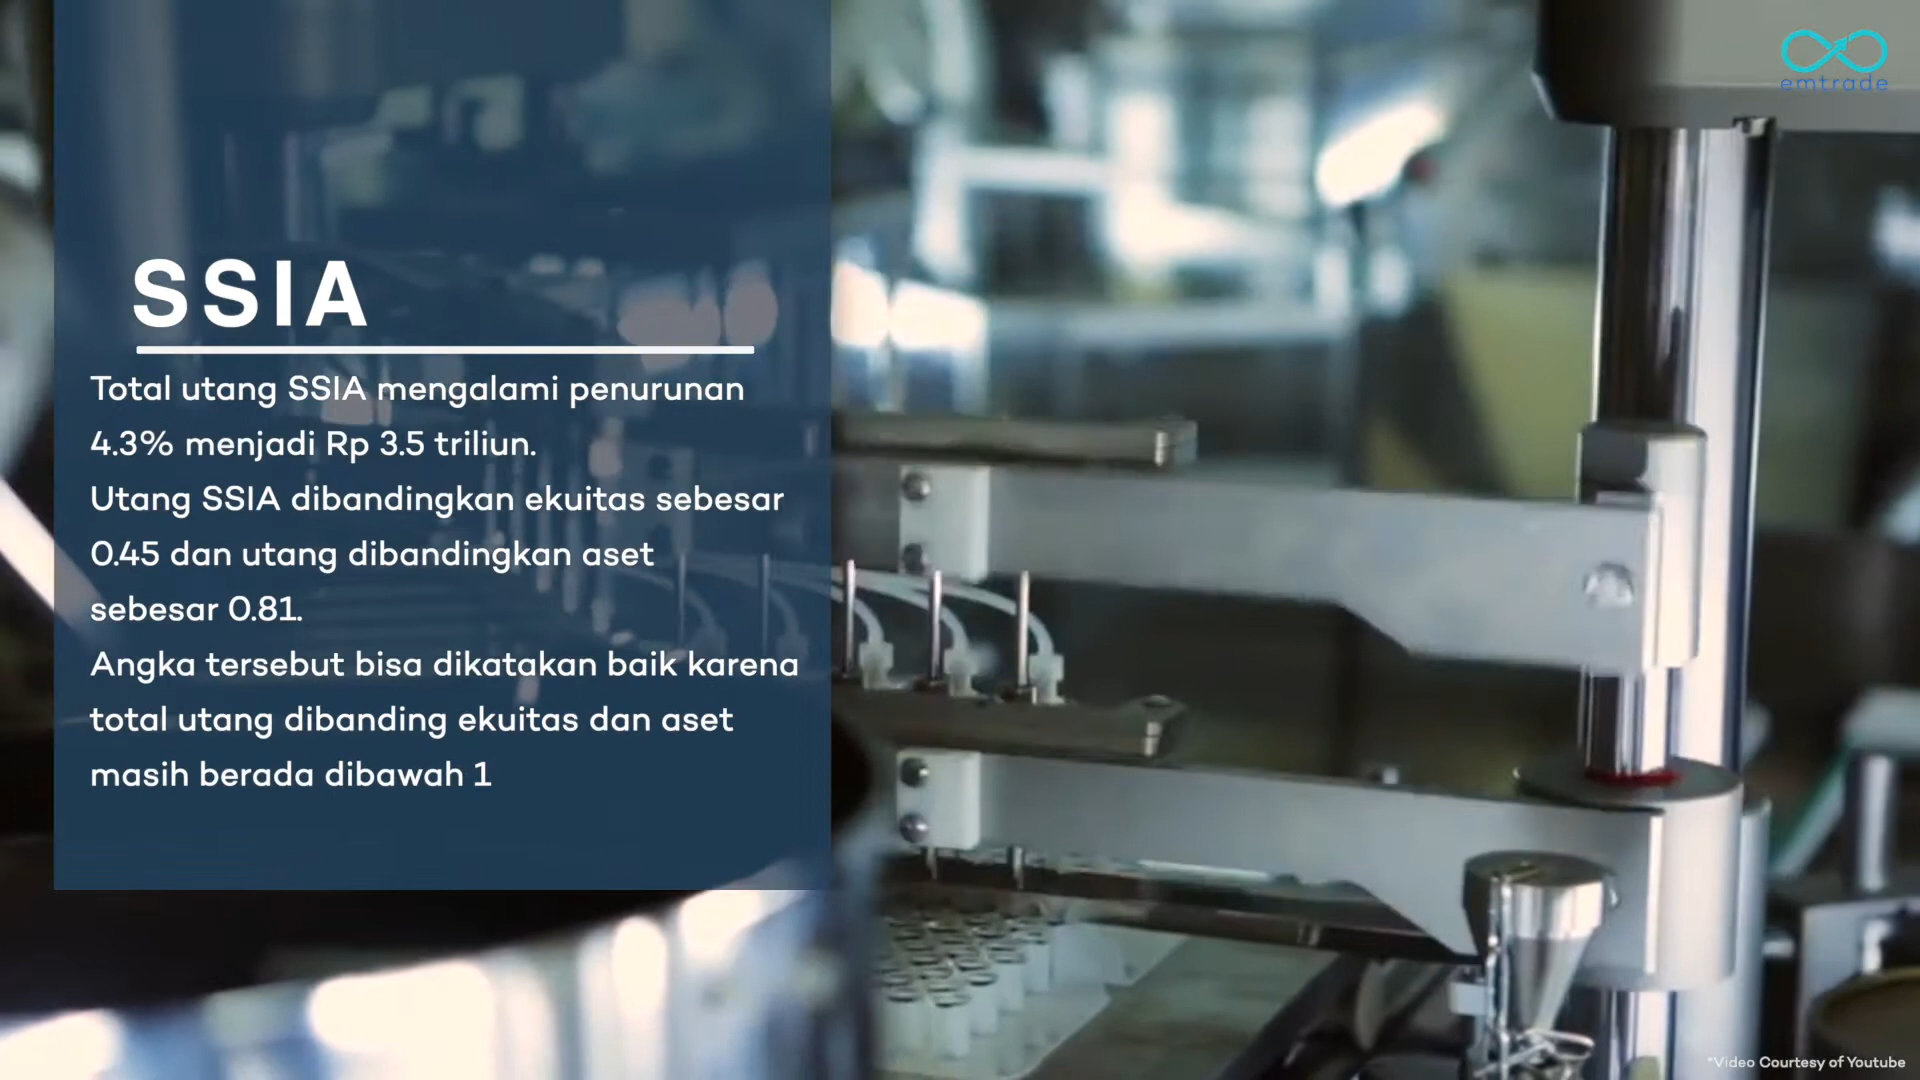 emtrade
SSIA
Total utang SSIA mengalami penurunan
4.3% menjadi Rp 3.5 triliun.
Utang SSIA dibandingkan ekuitas sebesar
0.45 dan utang dibandingkan aset
sebesar 0.81.
Angka tersebut bisa dikatakan baik karena
total utang dibanding ekuitas dan aset
masih berada dibawah 1
*Video Courtesy of Youtube